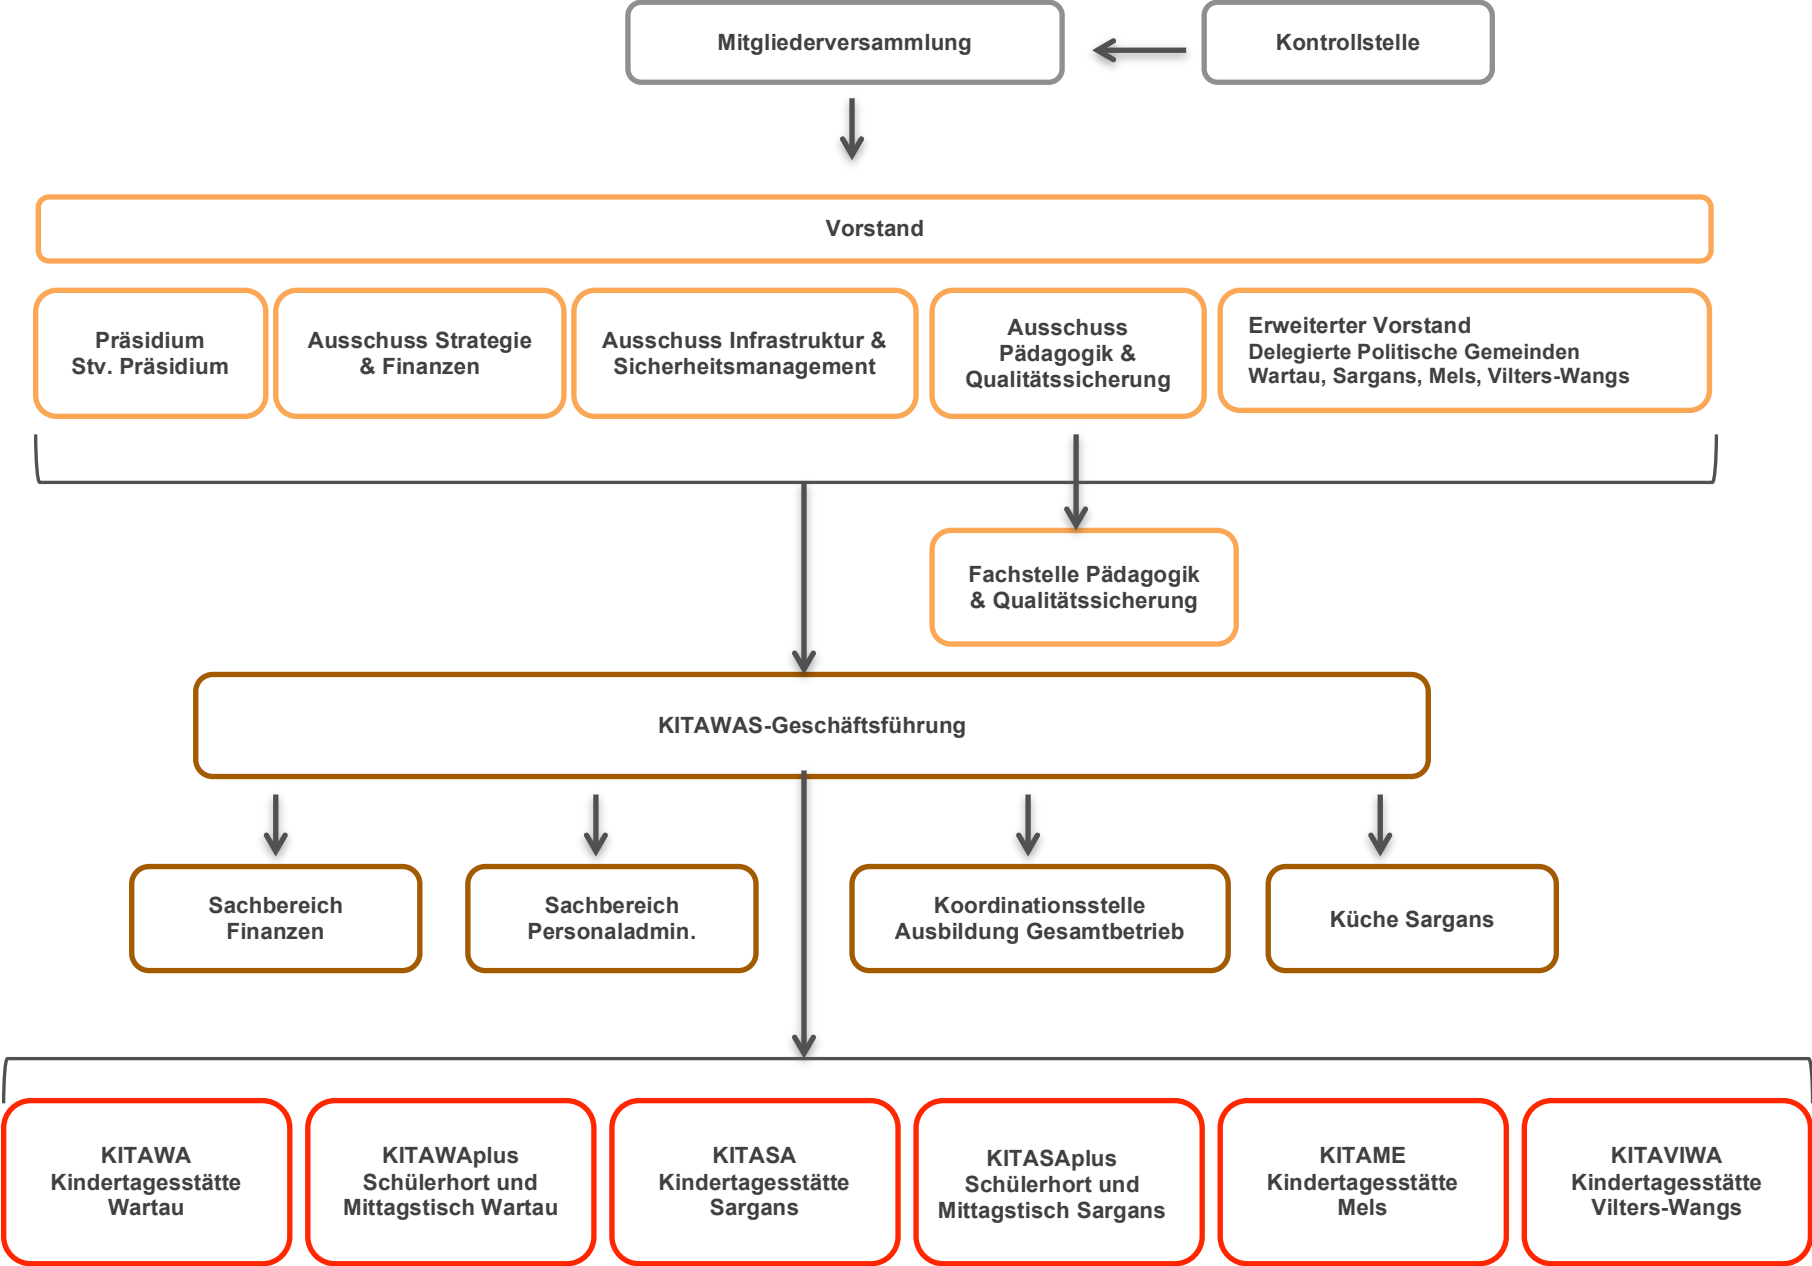 Mitgliederversammlung
Kontrollstelle
Vorstand
Präsidium
Stv. Präsidium
Ausschuss Strategie
& Finanzen
Ausschuss Infrastruktur &
Sicherheitsmanagement
Ausschuss
Pädagogik &
Qualitätssicherung
Erweiterter Vorstand
Delegierte Politische Gemeinden
Wartau, Sargans, Mels, Vilters-Wangs
Fachstelle Pädagogik
& Qualitätssicherung
KITAWAS-Geschäftsführung
Sachbereich
Finanzen
Sachbereich
Personaladmin.
Koordinationsstelle
Ausbildung Gesamtbetrieb
Küche Sargans
KITAWA
Kindertagesstätte
Wartau
KITAWAplus
Schülerhort und
Mittagstisch Wartau
KITASA
Kindertagesstätte
Sargans
KITASAplus
Schülerhort und
Mittagstisch Sargans
KITAME
Kindertagesstätte
Mels
KITAVIWA
Kindertagesstätte
Vilters-Wangs